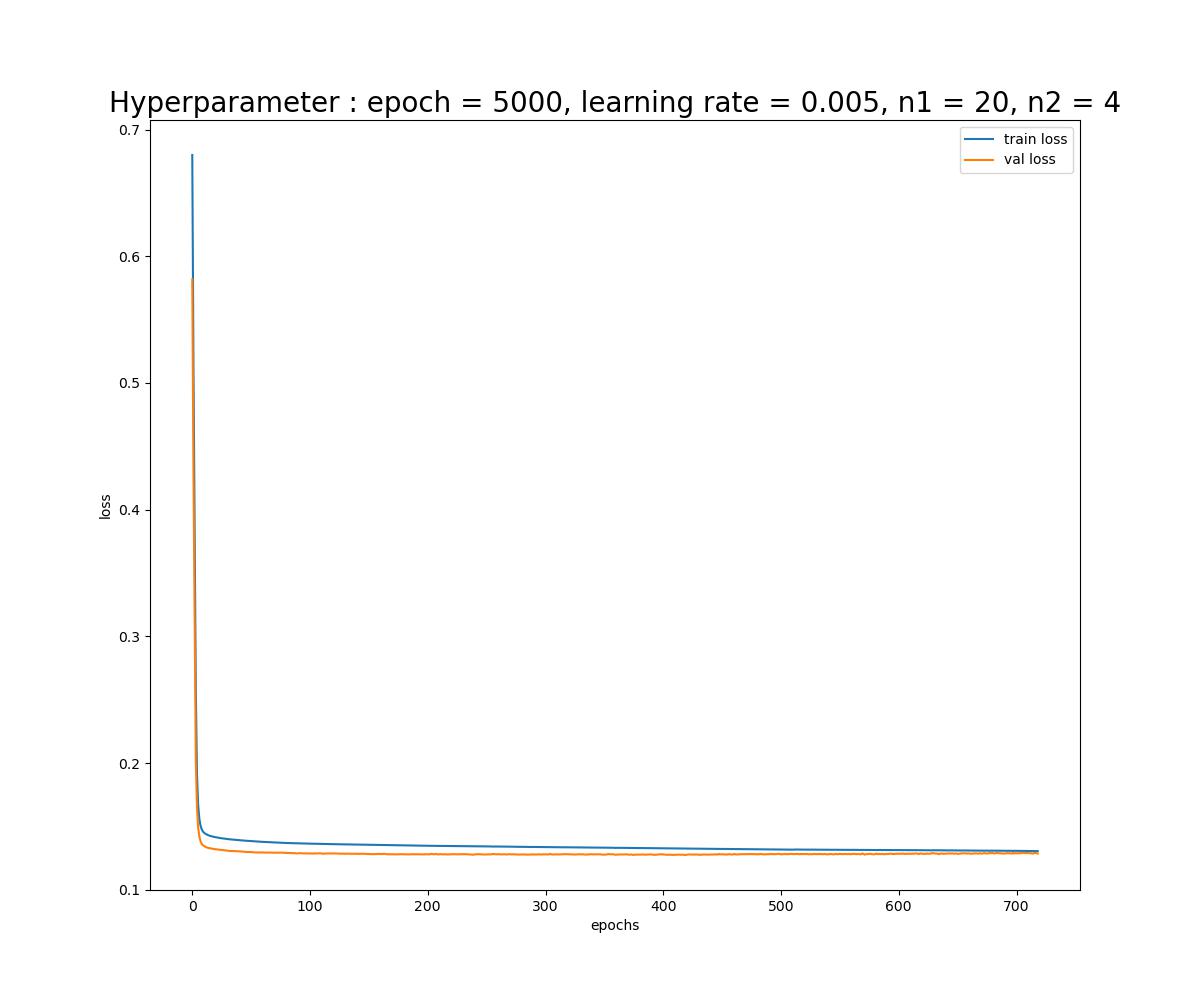 Hyperparameter : epoch = 5000, learning rate = 0.005, n1 = 20, n2 = 4
train loss
val loss
0.7
0.6
0.5
0.4
0.3
0.2
0.1
loss
0 100 200 300 400 500 600 700
epochs